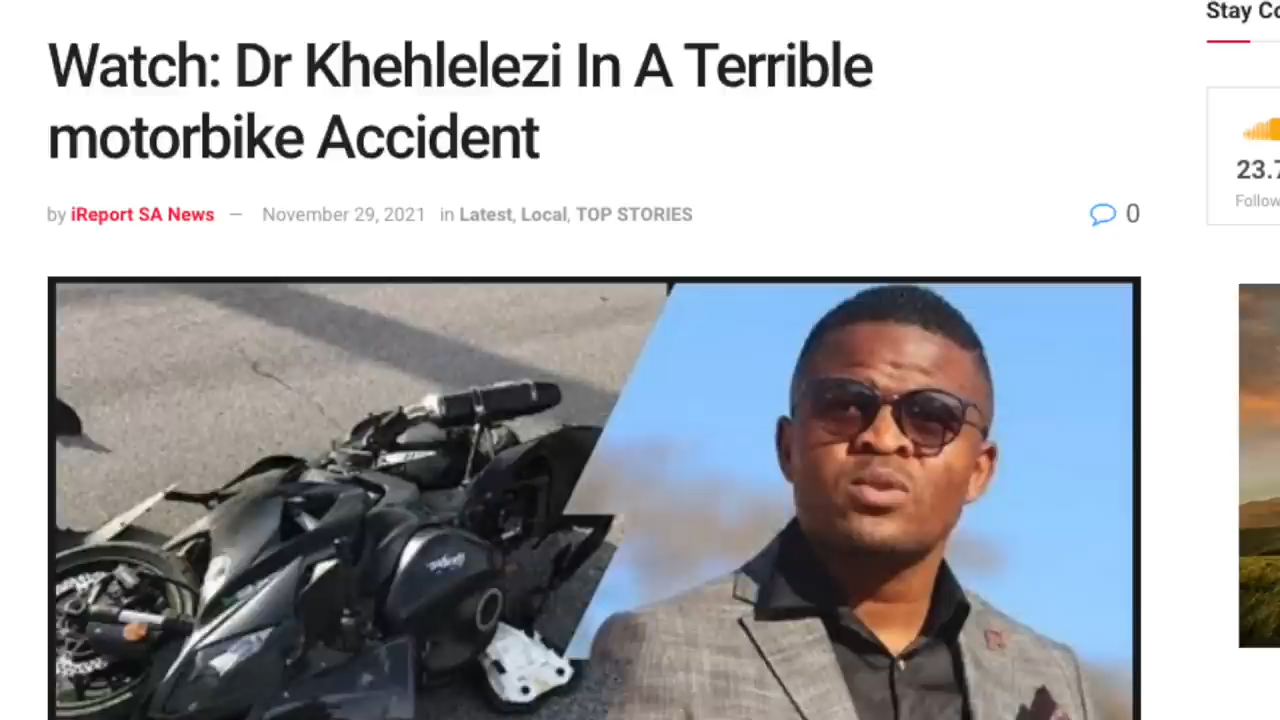 Stay
Watch: Dr Khehlelezi In A Terrible
motorbike Accident
by iReport SA News — November 29, 2021 in Latest, Local, TOP STORIES
0
23.7
Follow